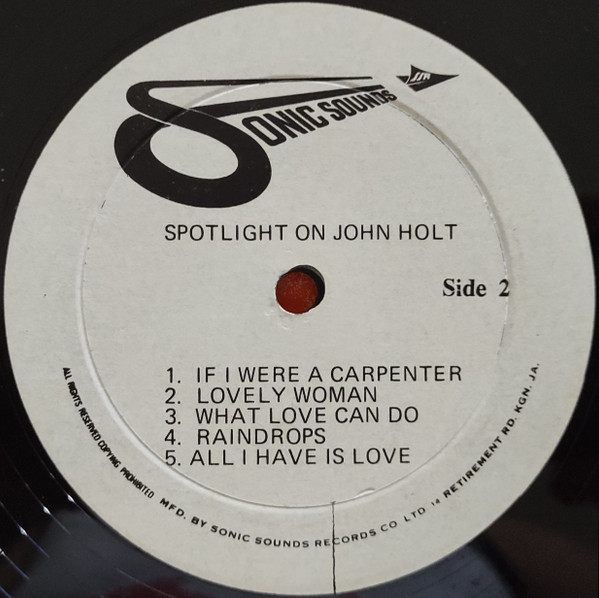 SONIC SOUNDS
SPOTLIGHT ON JOHN HOLT
Side 2
1. IF I WERE A CARPENTER
2. LOVELY WOMAN
3. WHAT LOVE CAN DO
4. RAINDROPS
5. ALL I HAVE IS LOVE
ALL RIGHTS RESERVED COPYING PROHIBITED MFD. BY SONIC SOUNDS RECORDS CO LTD 14 RETIREMENT RD. KGN. JA.